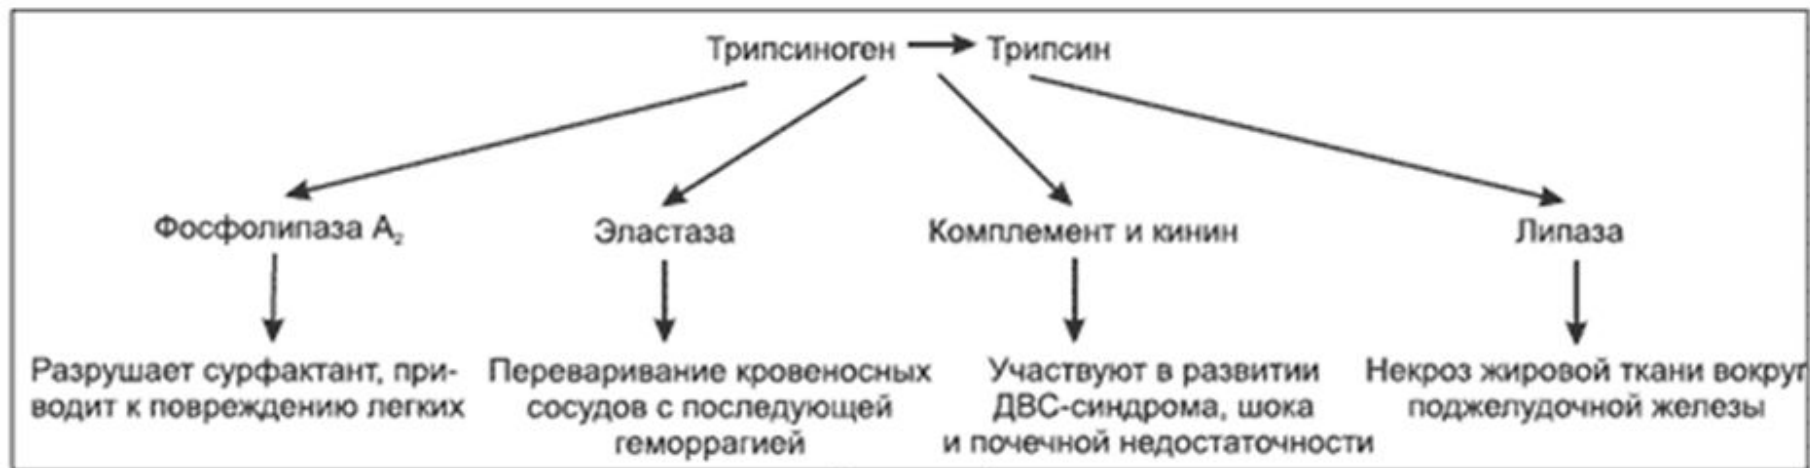 Трипсиноген → Трипсин
Фосфолипаза А₂
Эластаза
Комплемент и кинин
Липаза
Разрушает сурфактант, при-
водит к повреждению легких
Переваривание кровеносных
сосудов с последующей
геморрагией
Участвуют в развитии
ДВС-синдрома, шока
и почечной недостаточности
Некроз жировой ткани вокруг
поджелудочной железы